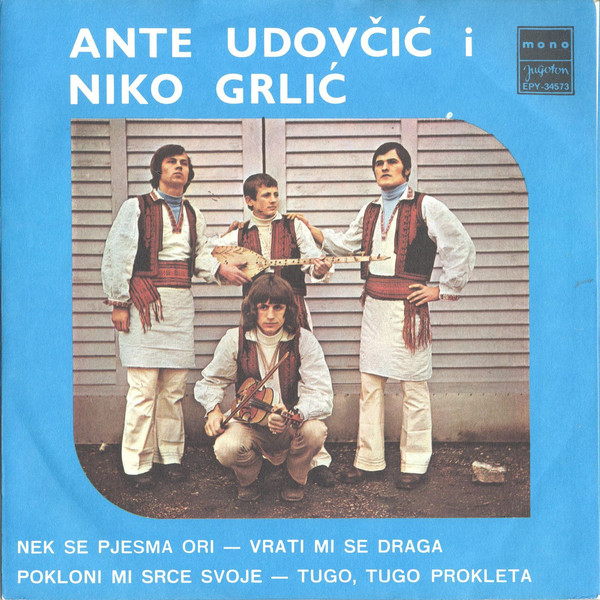 ANTE UDOVČIĆ i
NIKO GRLIĆ
mono
Jugoton
EPY-34573
NEK SE PJESMA ORI — VRATI MI SE DRAGA
POKLONI MI SRCE SVOJE — TUGO, TUGO PROKLETA